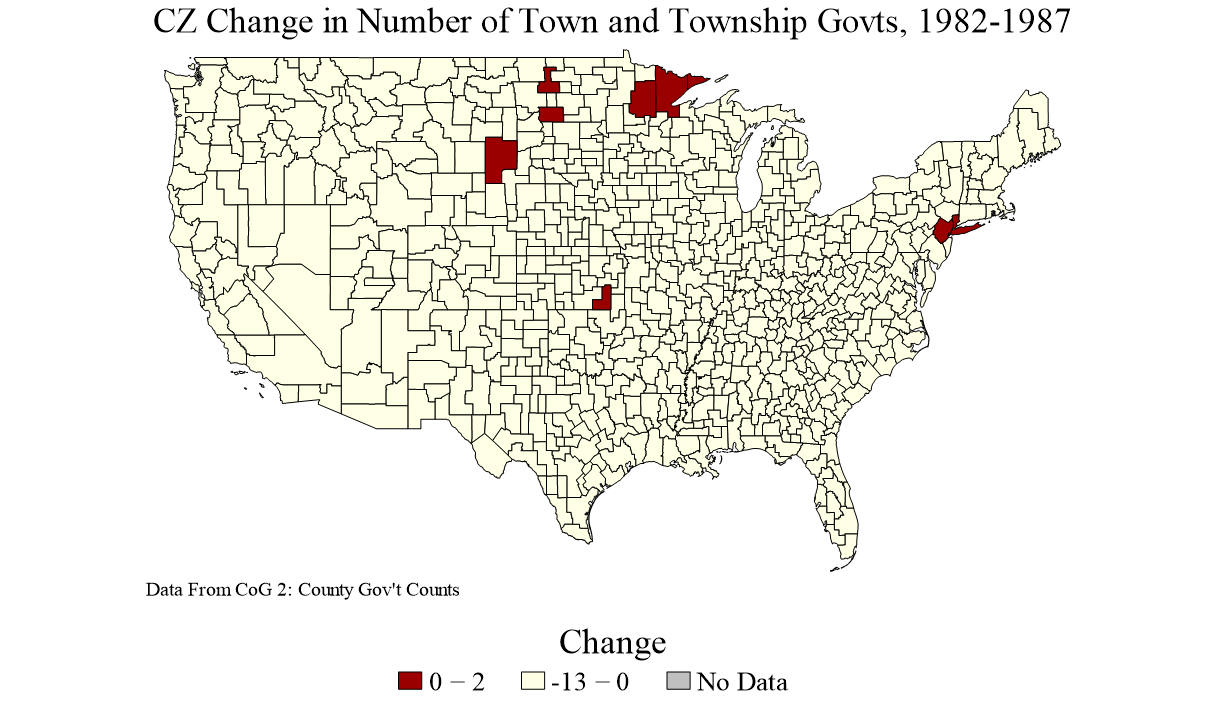 CZ Change in Number of Town and Township Govts, 1982-1987
Data From CoG 2: County Gov't Counts
Change
0 − 2
-13 − 0
No Data